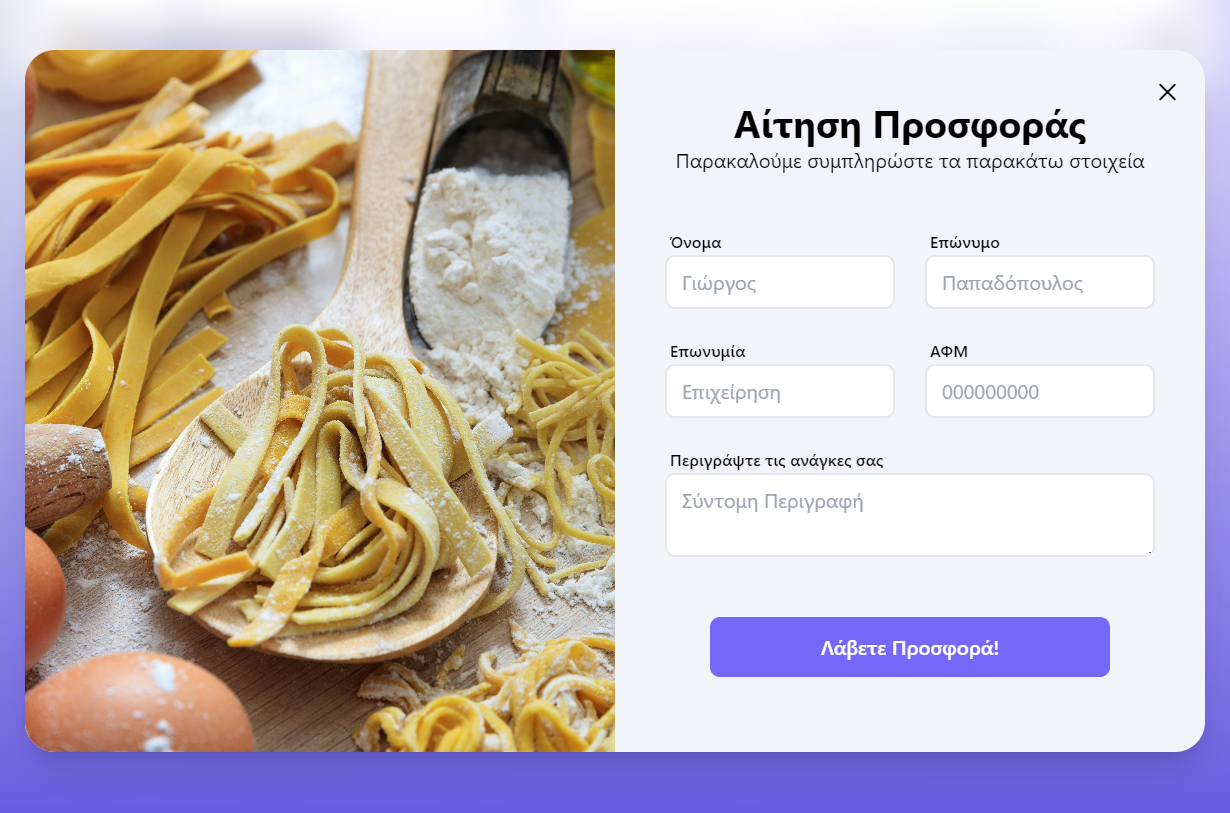 Αίτηση Προσφοράς
Παρακαλούμε συμπληρώστε τα παρακάτω στοιχεία
Όνομα
Επώνυμο
Γιώργος
Παπαδόπουλος
Επωνυμία
ΑΦΜ
Επιχείρηση
000000000
Περιγράψτε τις ανάγκες σας
Σύντομη Περιγραφή
Λάβετε Προσφορά!